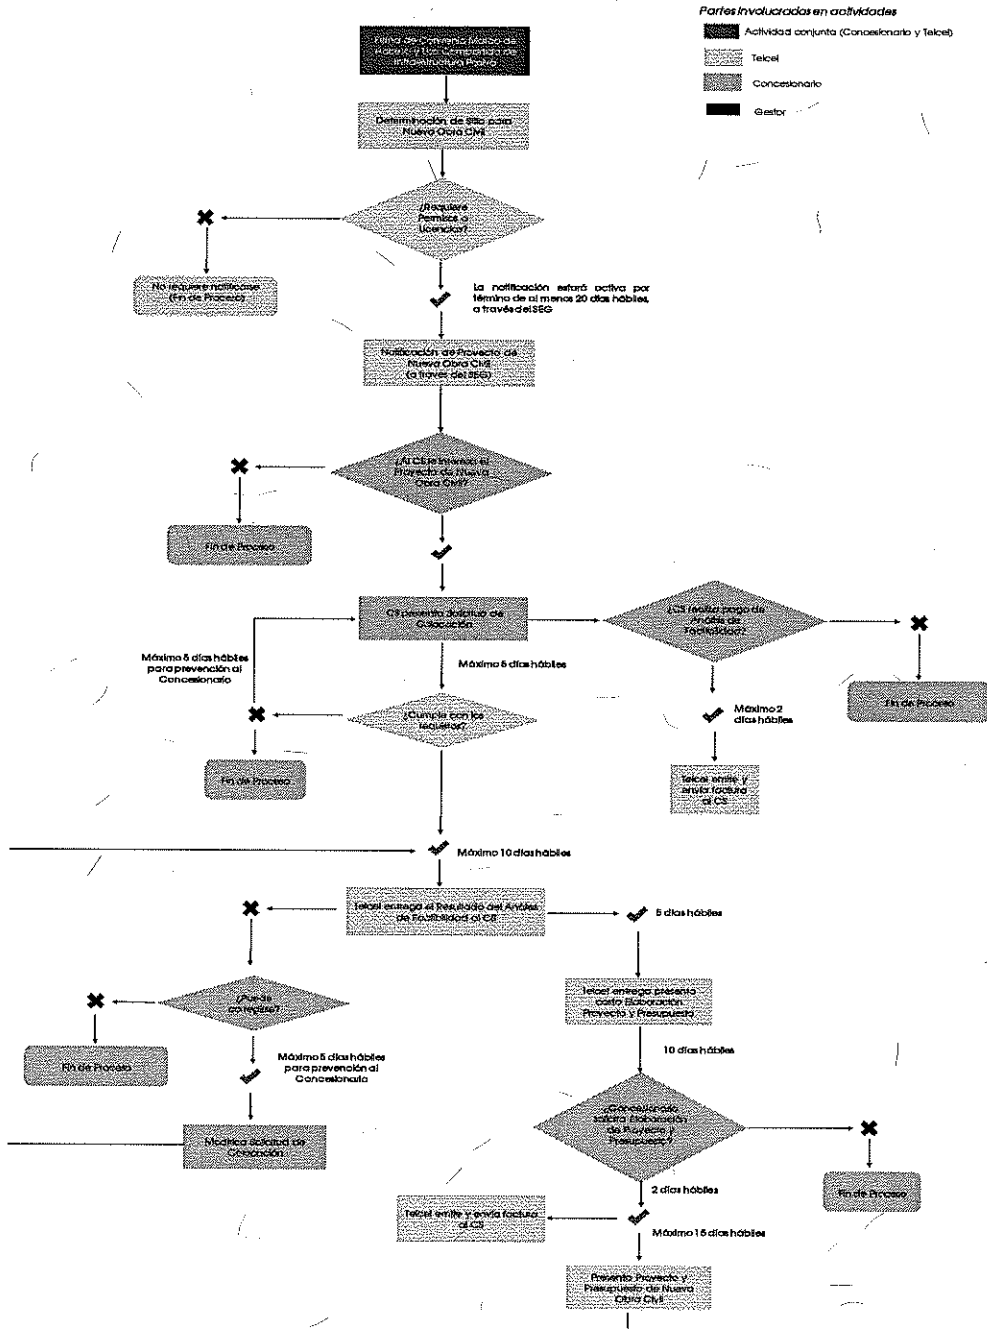 Partes Involucradas en actividades
Actividad conjunta (Concesionario y Telcel)
Telcel
Concesionario
Gestor
Firma de Convenio Marco de
Acceso y Uso Compartido de
Infraestructura Pasiva
Determinación de Sitio para
Nueva Obra Civil
¿Requiere
Permisos o
Licencias?
No requiere notificarse
(Fin de Proceso)
La notificación estará activa por
término de al menos 20 días hábiles,
a través del SEG
Notificación de Proyecto de
Nueva Obra Civil
(a través del SEG)
¿Al CS le interesa el
Proyecto de Nueva
Obra Civil?
Fin de Proceso
CS presenta Solicitud de
Colocación
¿CS realiza pago de
Análisis de
Factibilidad?
Máximo 5 días hábiles
para prevención al
Concesionario
Máximo 5 días hábiles
¿Cumple con los
requisitos?
Máximo 2
días hábiles
Fin de Proceso
Fin de Proceso
Telcel emite y
envía factura
al CS
Máximo 10 días hábiles
Telcel entrega el Resultado del Análisis
de Factibilidad al CS
5 días hábiles
¿Puede
corregirse?
Telcel entrega presenta
costo Elaboración
Proyecto y Presupuesto
Fin de Proceso
Máximo 5 días hábiles
para prevención al
Concesionario
10 días hábiles
Modifica Solicitud de
Colocación
¿Concesionario
solicita Elaboración
de Proyecto y
Presupuesto?
Fin de Proceso
2 días hábiles
Telcel emite y envía factura
al CS
Máximo 15 días hábiles
Presenta Proyecto y
Presupuesto de Nueva
Obra Civil